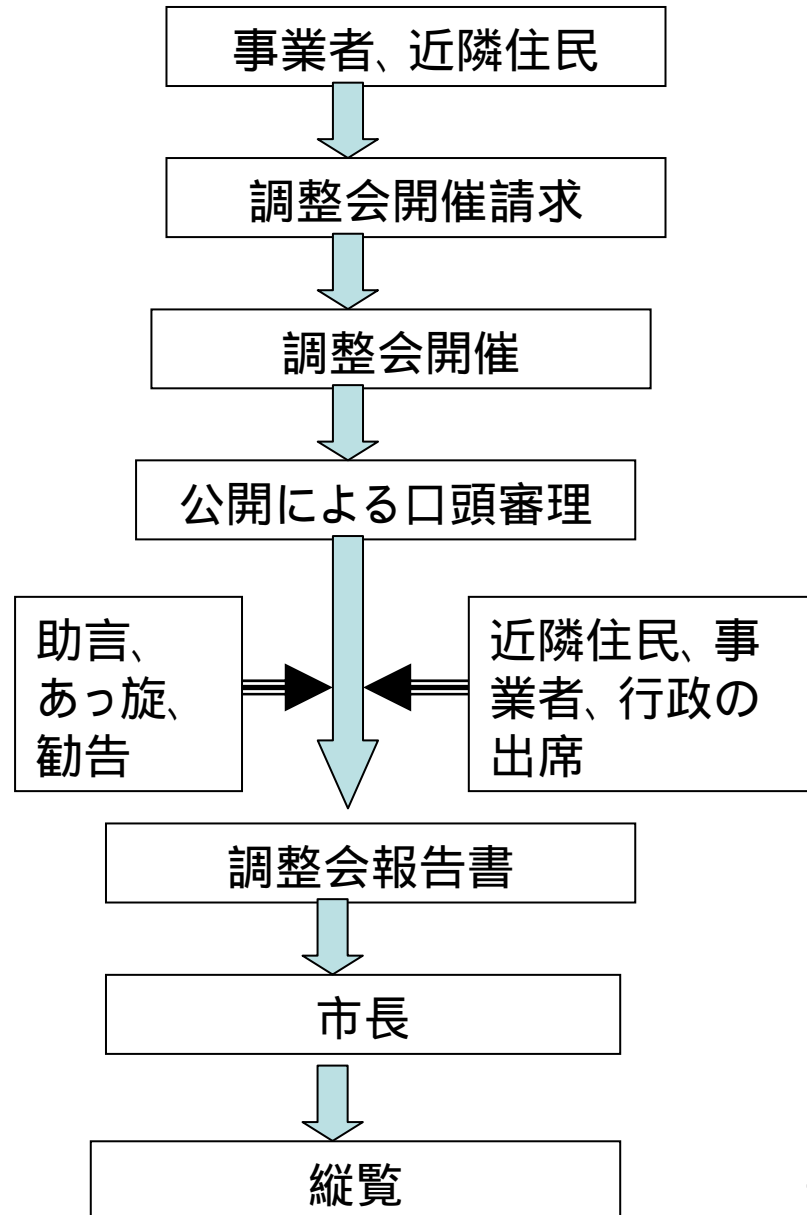 事業者、近隣住民
調整会開催請求
調整会開催
公開による口頭審理
助言、
あっ旋、
勧告
近隣住民、事
業者、行政の
出席
調整会報告書
市長
縦覧